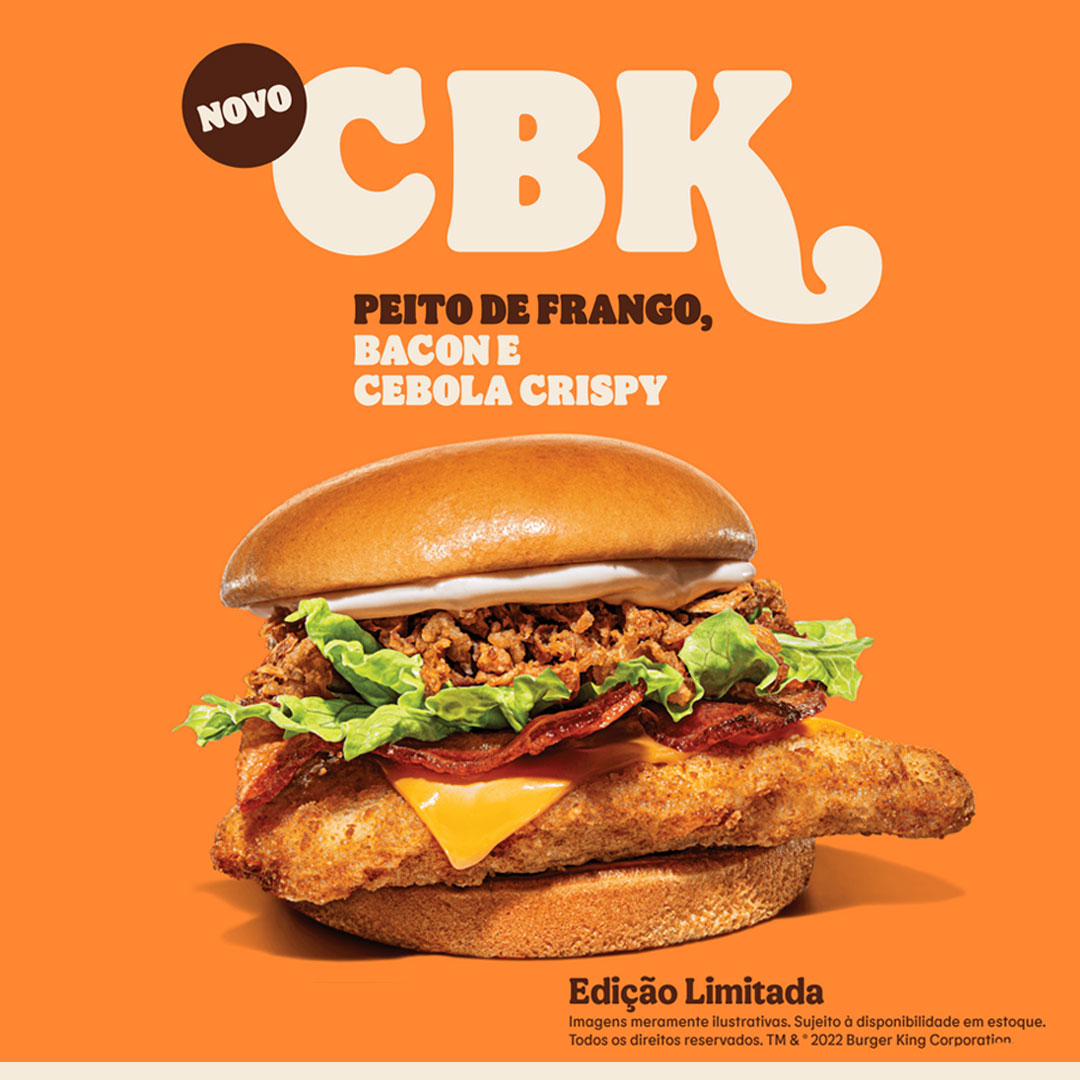 NOVO
CBK
PEITO DE FRANGO,
BACON E
CEBOLA CRISPY
Edição Limitada
Imagens meramente ilustrativas. Sujeito à disponibilidade em estoque.
Todos os direitos reservados. TM & ® 2022 Burger King Corporation.